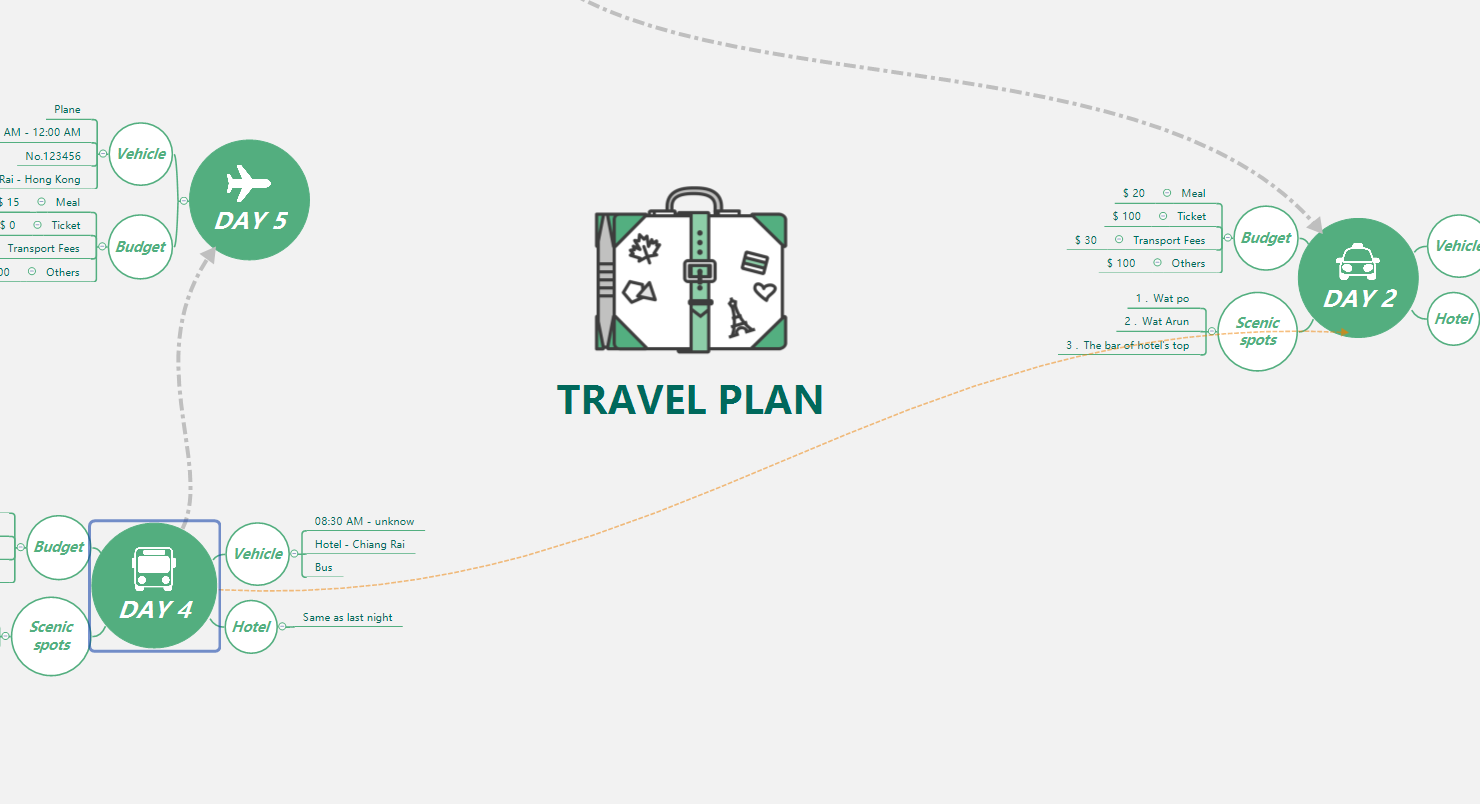 Plane
AM - 12:00 AM
No.123456
Rai - Hong Kong
Vehicle
$ 15 Meal
$ 0 Ticket
Transport Fees
00 Others
Budget
DAY 5
TRAVEL PLAN
$ 20 Meal
$ 100 Ticket
$ 30 Transport Fees
$ 100 Others
Budget
1 . Wat po
2 . Wat Arun
3 . The bar of hotel's top
Scenic
spots
DAY 2
Vehicle
Hotel
Budget
Scenic
spots
DAY 4
Vehicle
08:30 AM - unknow
Hotel - Chiang Rai
Bus
Hotel
Same as last night